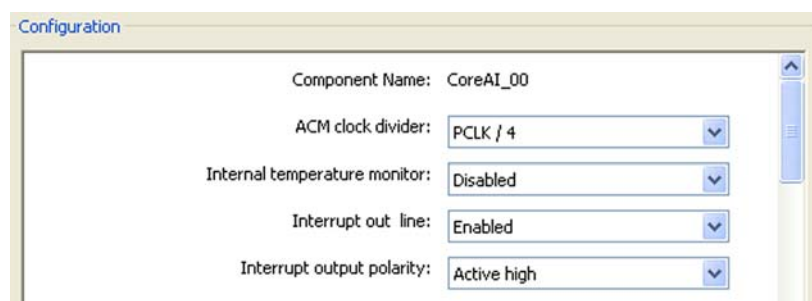 Configuration
Component Name: CoreAI_00
ACM clock divider: PCLK / 4
Internal temperature monitor: Disabled
Interrupt out line: Enabled
Interrupt output polarity: Active high